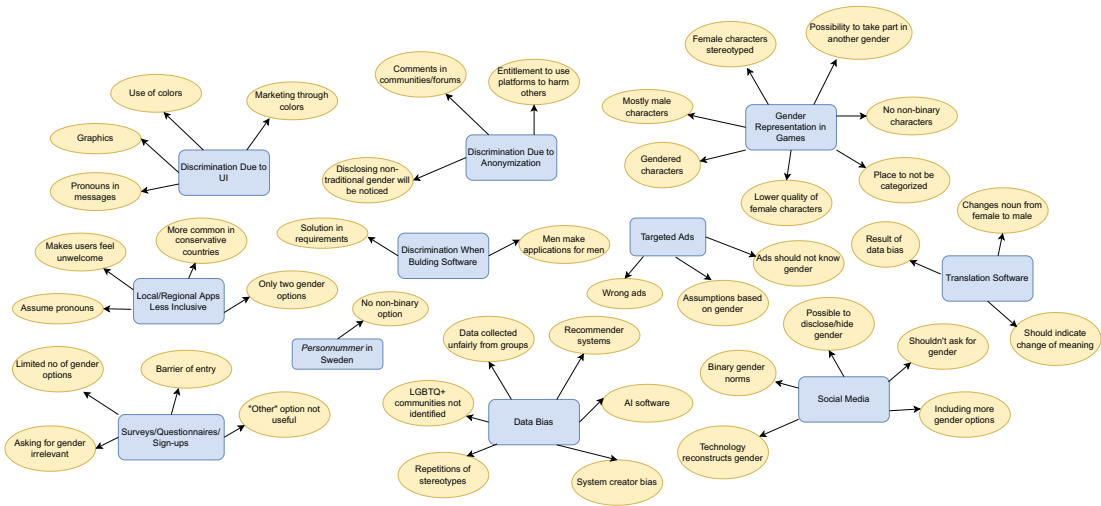 Use of colors
Marketing through
colors
Graphics
Pronouns in
messages
Discrimination Due to
UI
Comments in
communities/forums
Entitlement to use
platforms to harm
others
Discrimination Due to
Anonymization
Disclosing non-
traditional gender will
be noticed
Female characters
stereotyped
Possibility to take part in
another gender
Mostly male
characters
Gender
Representation in
Games
No non-binary
characters
Gendered
characters
Lower quality of
female characters
Place to not be
categorized
Makes users feel
unwelcome
More common in
conservative
countries
Assume pronouns
Local/Regional Apps
Less Inclusive
Only two gender
options
Solution in
requirements
Discrimination When
Bulding Software
Men make
applications for men
No non-binary
option
Personnummer in
Sweden
Targeted Ads
Wrong ads
Assumptions based
on gender
Ads should not know
gender
Changes noun from
female to male
Result of
data bias
Translation Software
Should indicate
change of meaning
Limited no of gender
options
Barrier of entry
Asking for gender
irrelevant
Surveys/Questionnaires/
Sign-ups
"Other" option not
useful
Data collected
unfairly from groups
Recommender
systems
LGBTQ+
communities not
identified
Data Bias
AI software
Repetitions of
stereotypes
System creator bias
Possible to
disclose/hide
gender
Shouldn't ask for
gender
Binary gender
norms
Social Media
Including more
gender options
Technology
reconstructs gender